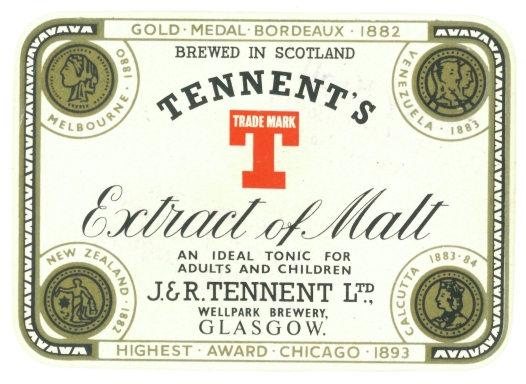 GOLD · MEDAL · BORDEAUX · 1882
BREWED IN SCOTLAND
TENNENT'S
TRADE MARK
T
MELBOURNE · 1880
VENEZUELA · 1883
Extract of Malt
AN IDEAL TONIC FOR
ADULTS AND CHILDREN
J. & R. TENNENT LTD.,
WELLPARK BREWERY,
GLASGOW.
NEW ZEALAND · 1882
CALCUTTA 1883·84
HIGHEST · AWARD · CHICAGO · 1893